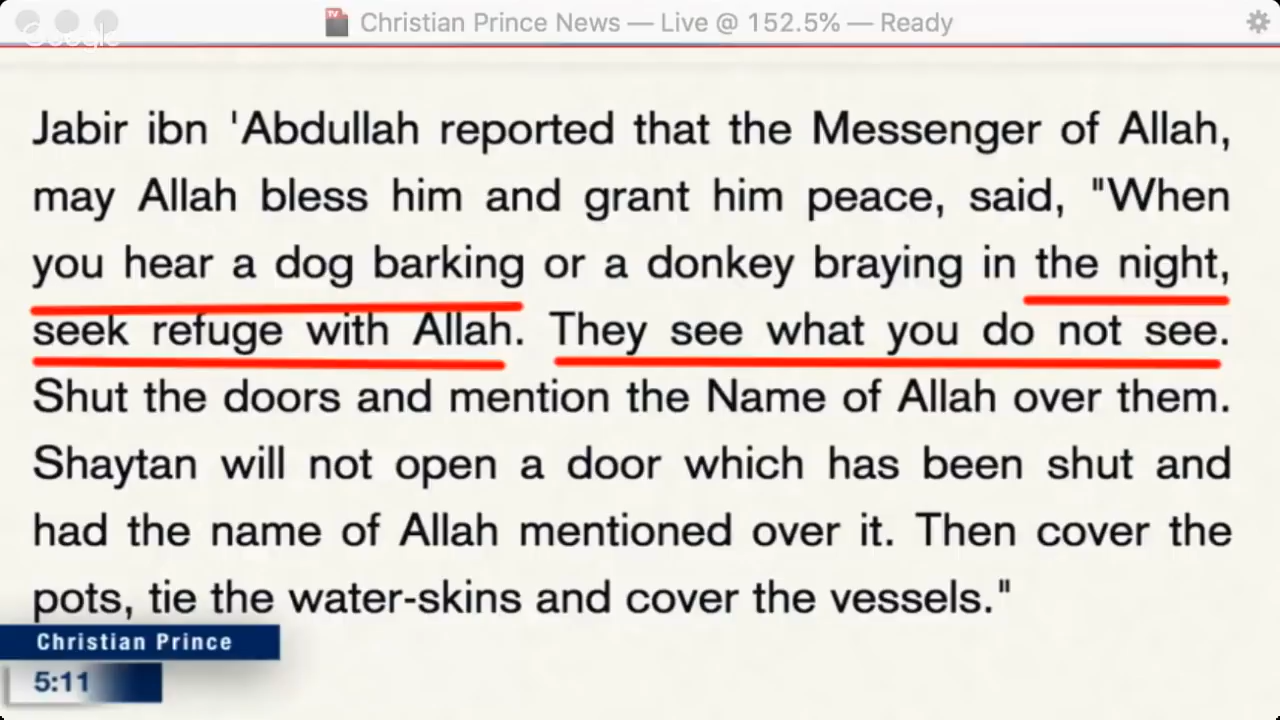 Christian Prince News — Live @ 152.5% — Ready
Google
Jabir ibn 'Abdullah reported that the Messenger of Allah,
may Allah bless him and grant him peace, said, "When
you hear a dog barking or a donkey braying in the night,
seek refuge with Allah. They see what you do not see.
Shut the doors and mention the Name of Allah over them.
Shaytan will not open a door which has been shut and
had the name of Allah mentioned over it. Then cover the
pots, tie the water-skins and cover the vessels."
Christian Prince
5:11